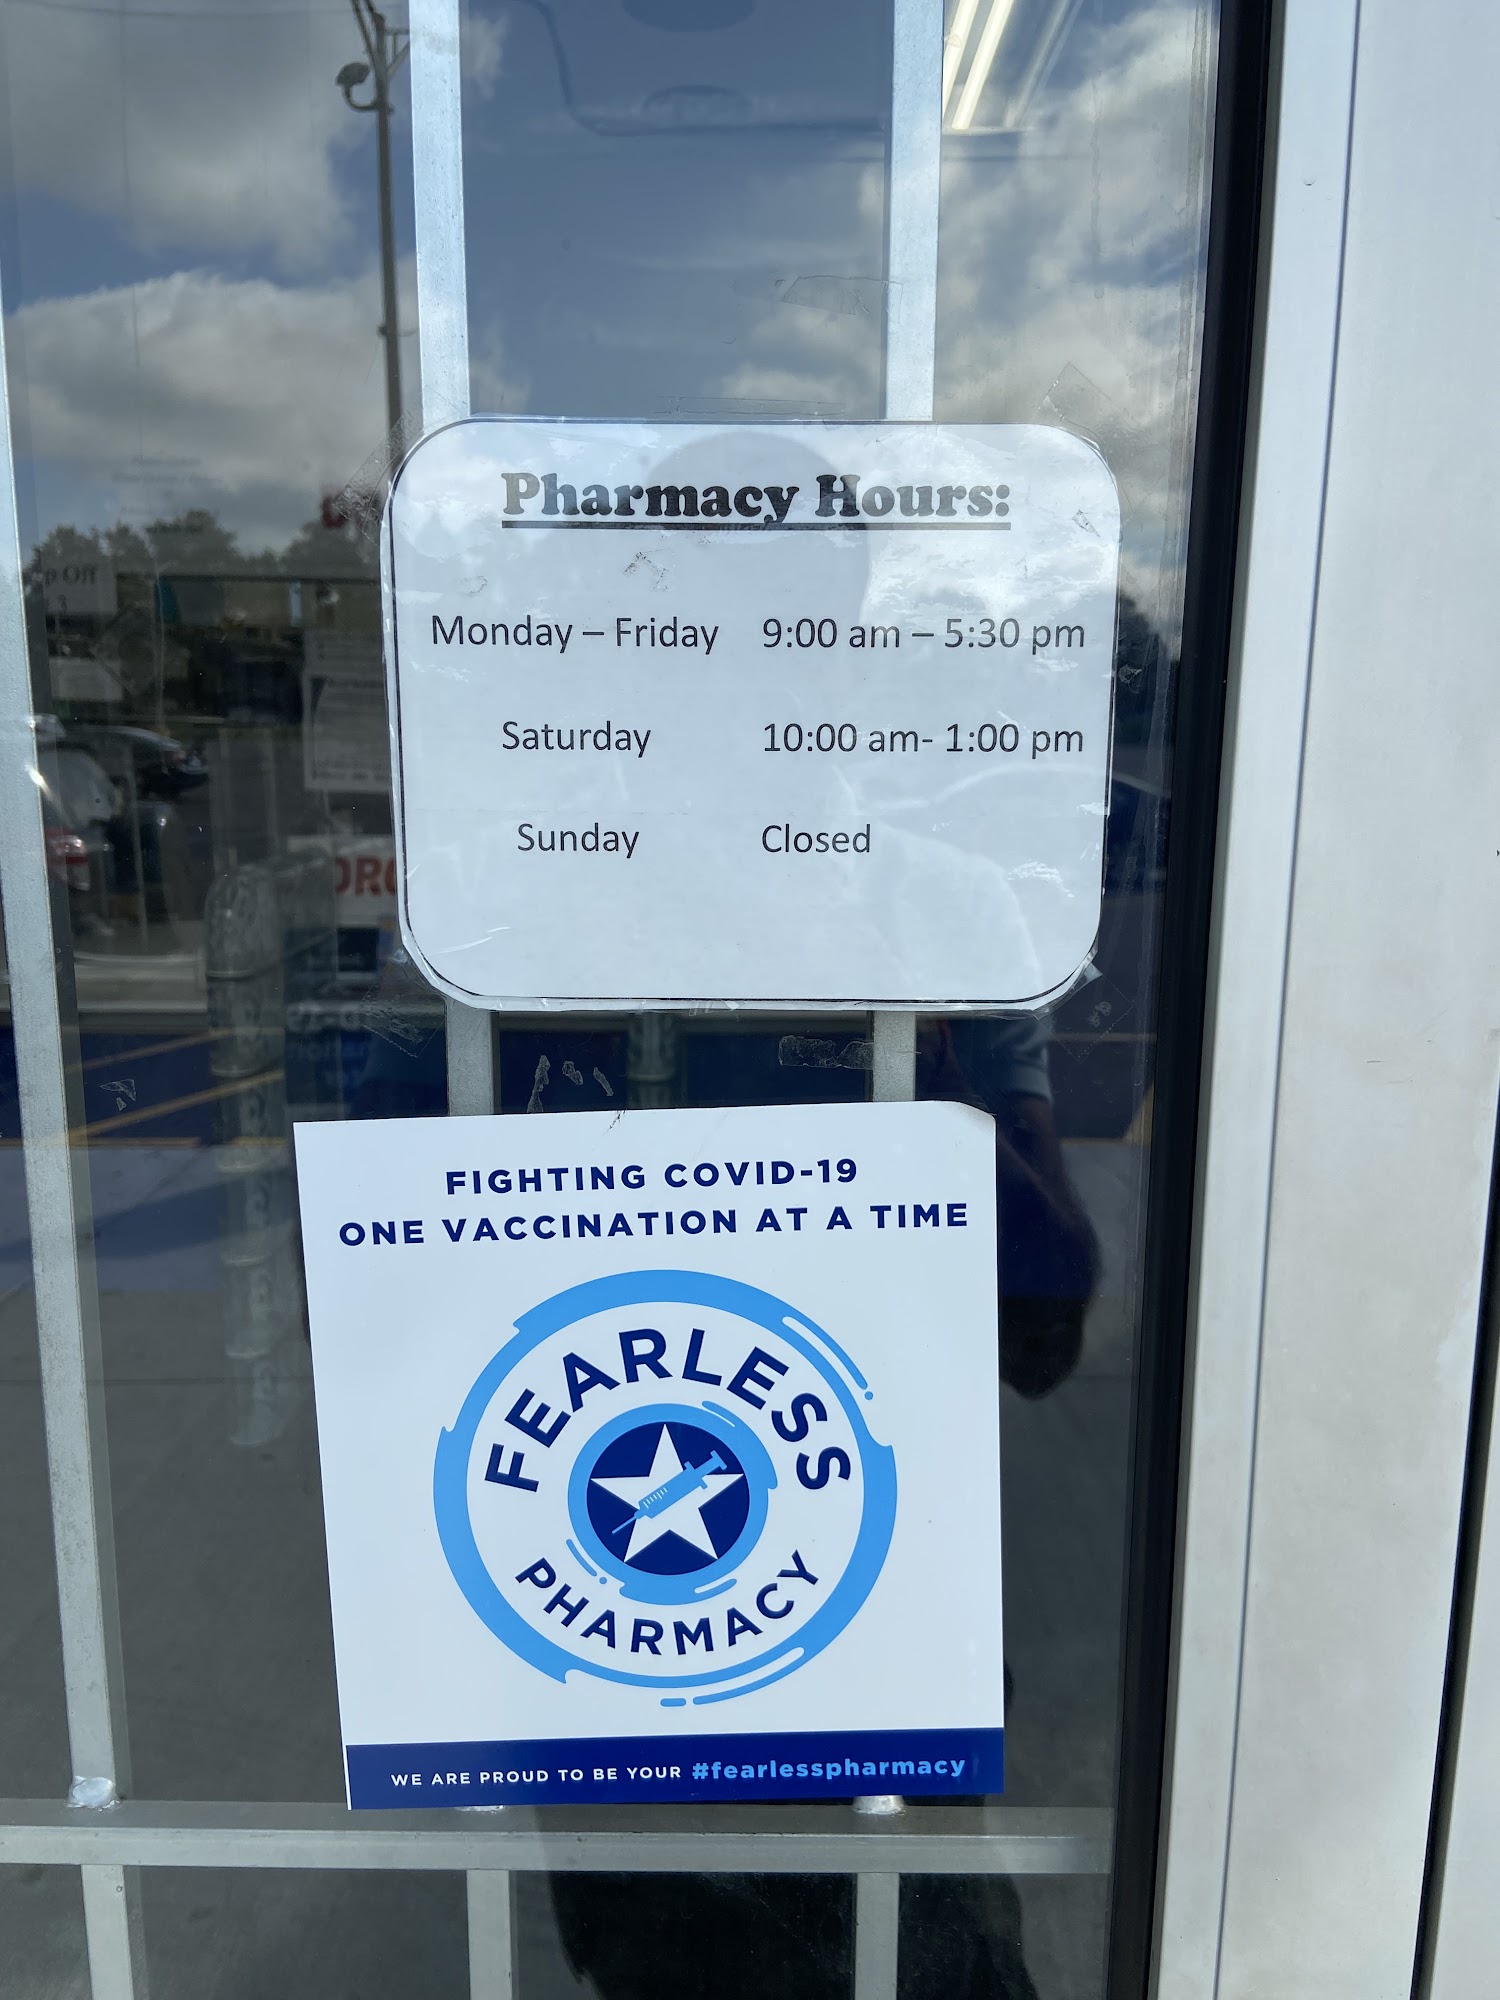 Pharmacy Hours:
Monday – Friday 9:00 am – 5:30 pm
Saturday 10:00 am- 1:00 pm
Sunday Closed
FIGHTING COVID-19
ONE VACCINATION AT A TIME
FEARLESS
PHARMACY
WE ARE PROUD TO BE YOUR #fearlesspharmacy